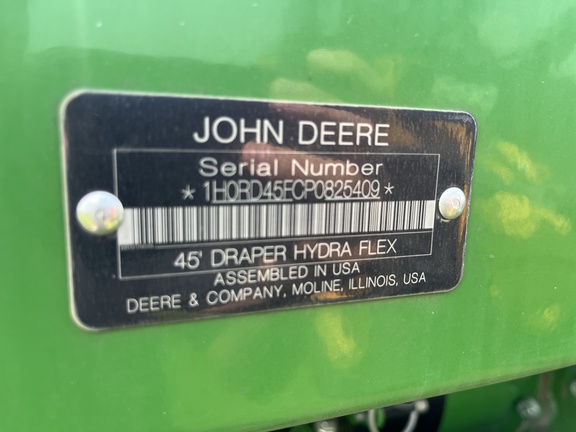 JOHN DEERE
Serial Number
*1H0RD45FCP0825409*
45' DRAPER HYDRA FLEX
ASSEMBLED IN USA
DEERE & COMPANY, MOLINE, ILLINOIS, USA